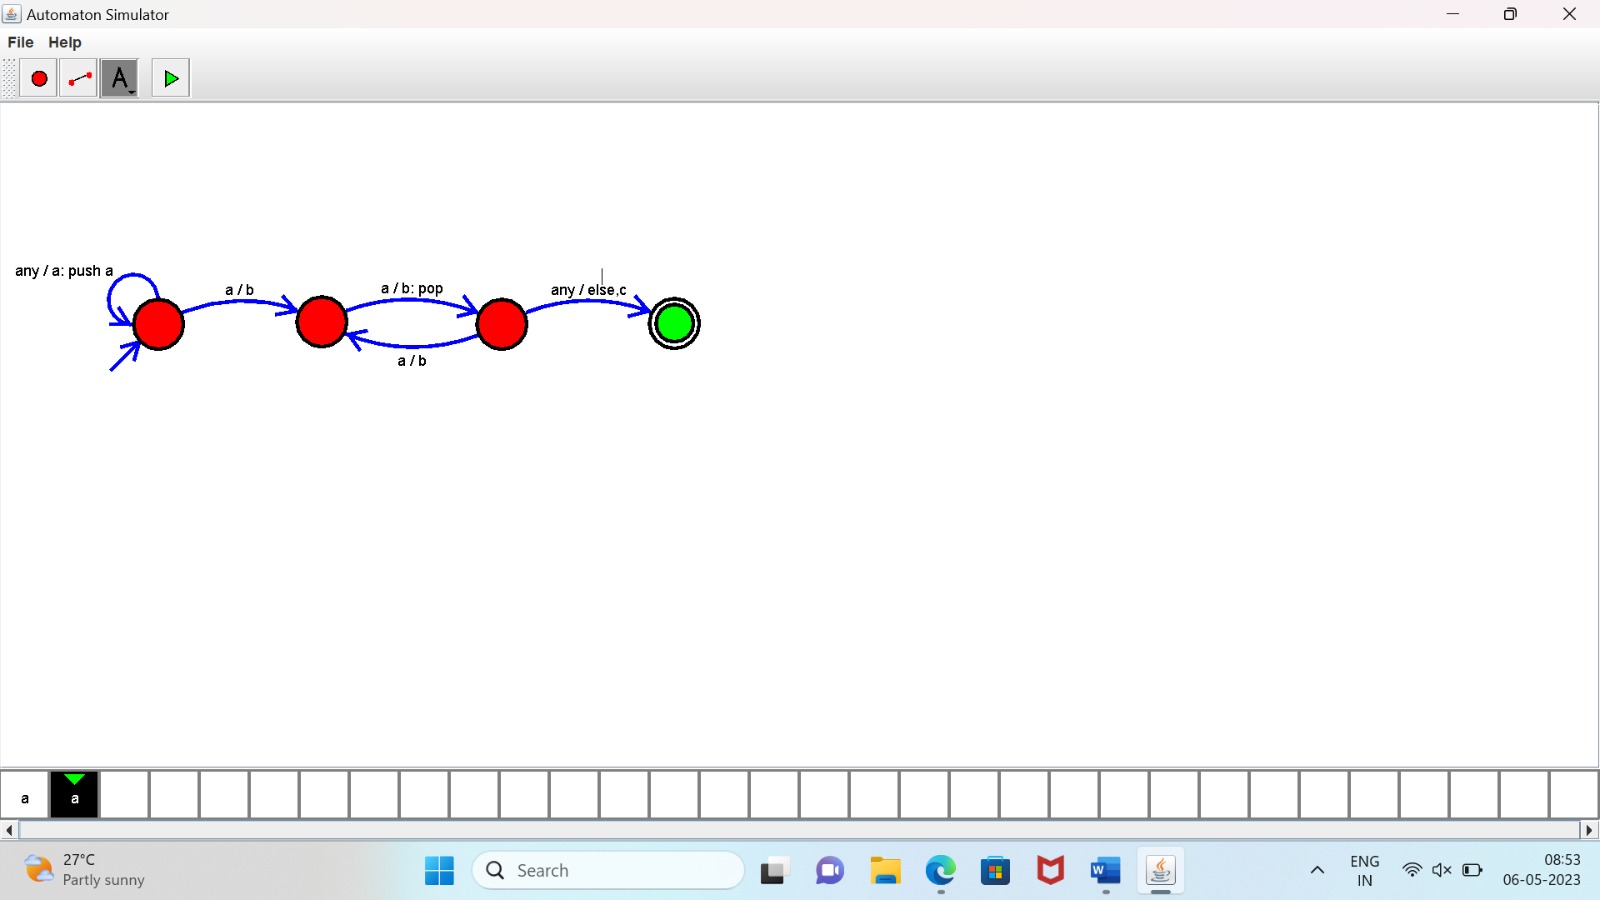 Automaton Simulator
File Help
A
any / a: push a
a / b
a / b: pop
any / else,c
a / b
a a
27°C
Partly sunny
Search
W
ENG
IN
08:53
06-05-2023